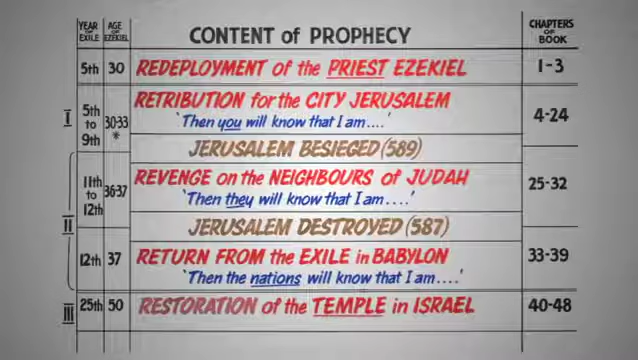 YEAR OF EXILE
AGE OF EZEKIEL
CONTENT of PROPHECY
CHAPTERS OF BOOK
5th 30 REDEPLOYMENT of the PRIEST EZEKIEL 1-3
I 5th to 9th 30-33 * RETRIBUTION for the CITY JERUSALEM 4-24
'Then you will know that I am....'
JERUSALEM BESIEGED (589)
II 11th to 12th 36-37 REVENGE on the NEIGHBOURS of JUDAH 25-32
'Then they will know that I am....'
JERUSALEM DESTROYED (587)
12th 37 RETURN FROM the EXILE in BABYLON 33-39
'Then the nations will know that I am....'
III 25th 50 RESTORATION of the TEMPLE in ISRAEL 40-48